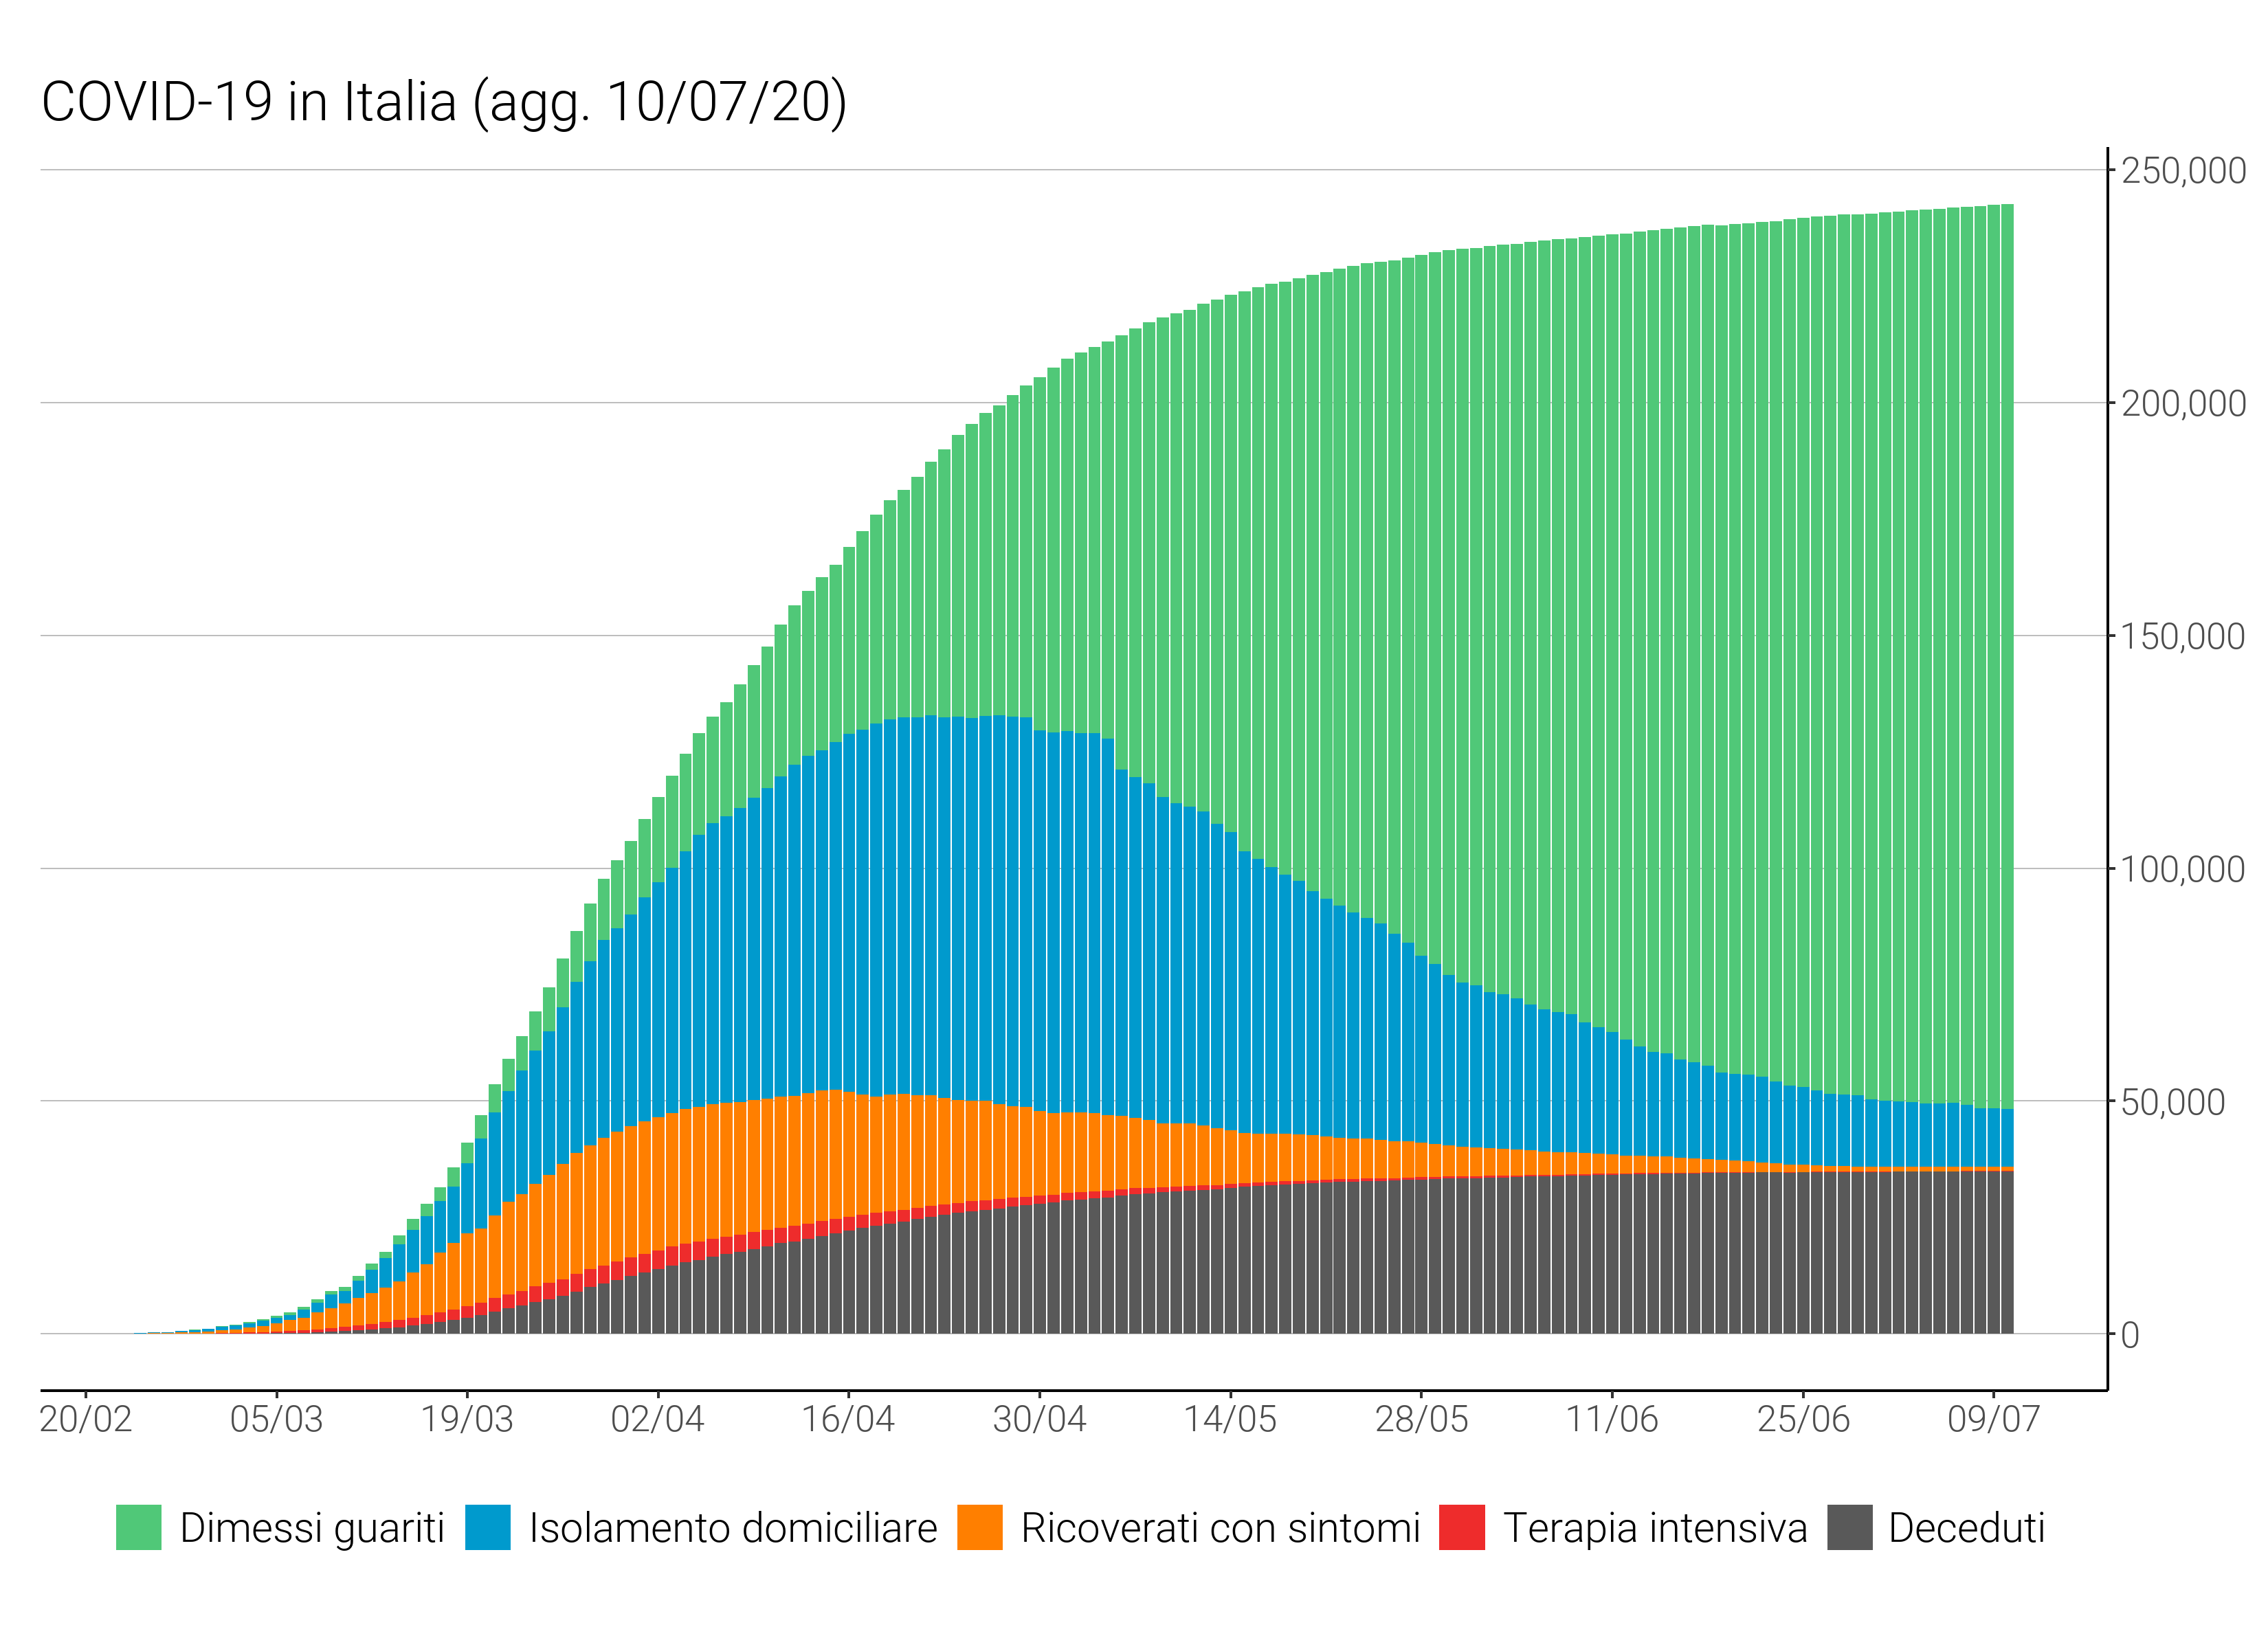 COVID-19 in Italia (agg. 10/07/20)
250,000
200,000
150,000
100,000
50,000
0
20/02 05/03 19/03 02/04 16/04 30/04 14/05 28/05 11/06 25/06 09/07
Dimessi guariti Isolamento domiciliare Ricoverati con sintomi Terapia intensiva Deceduti